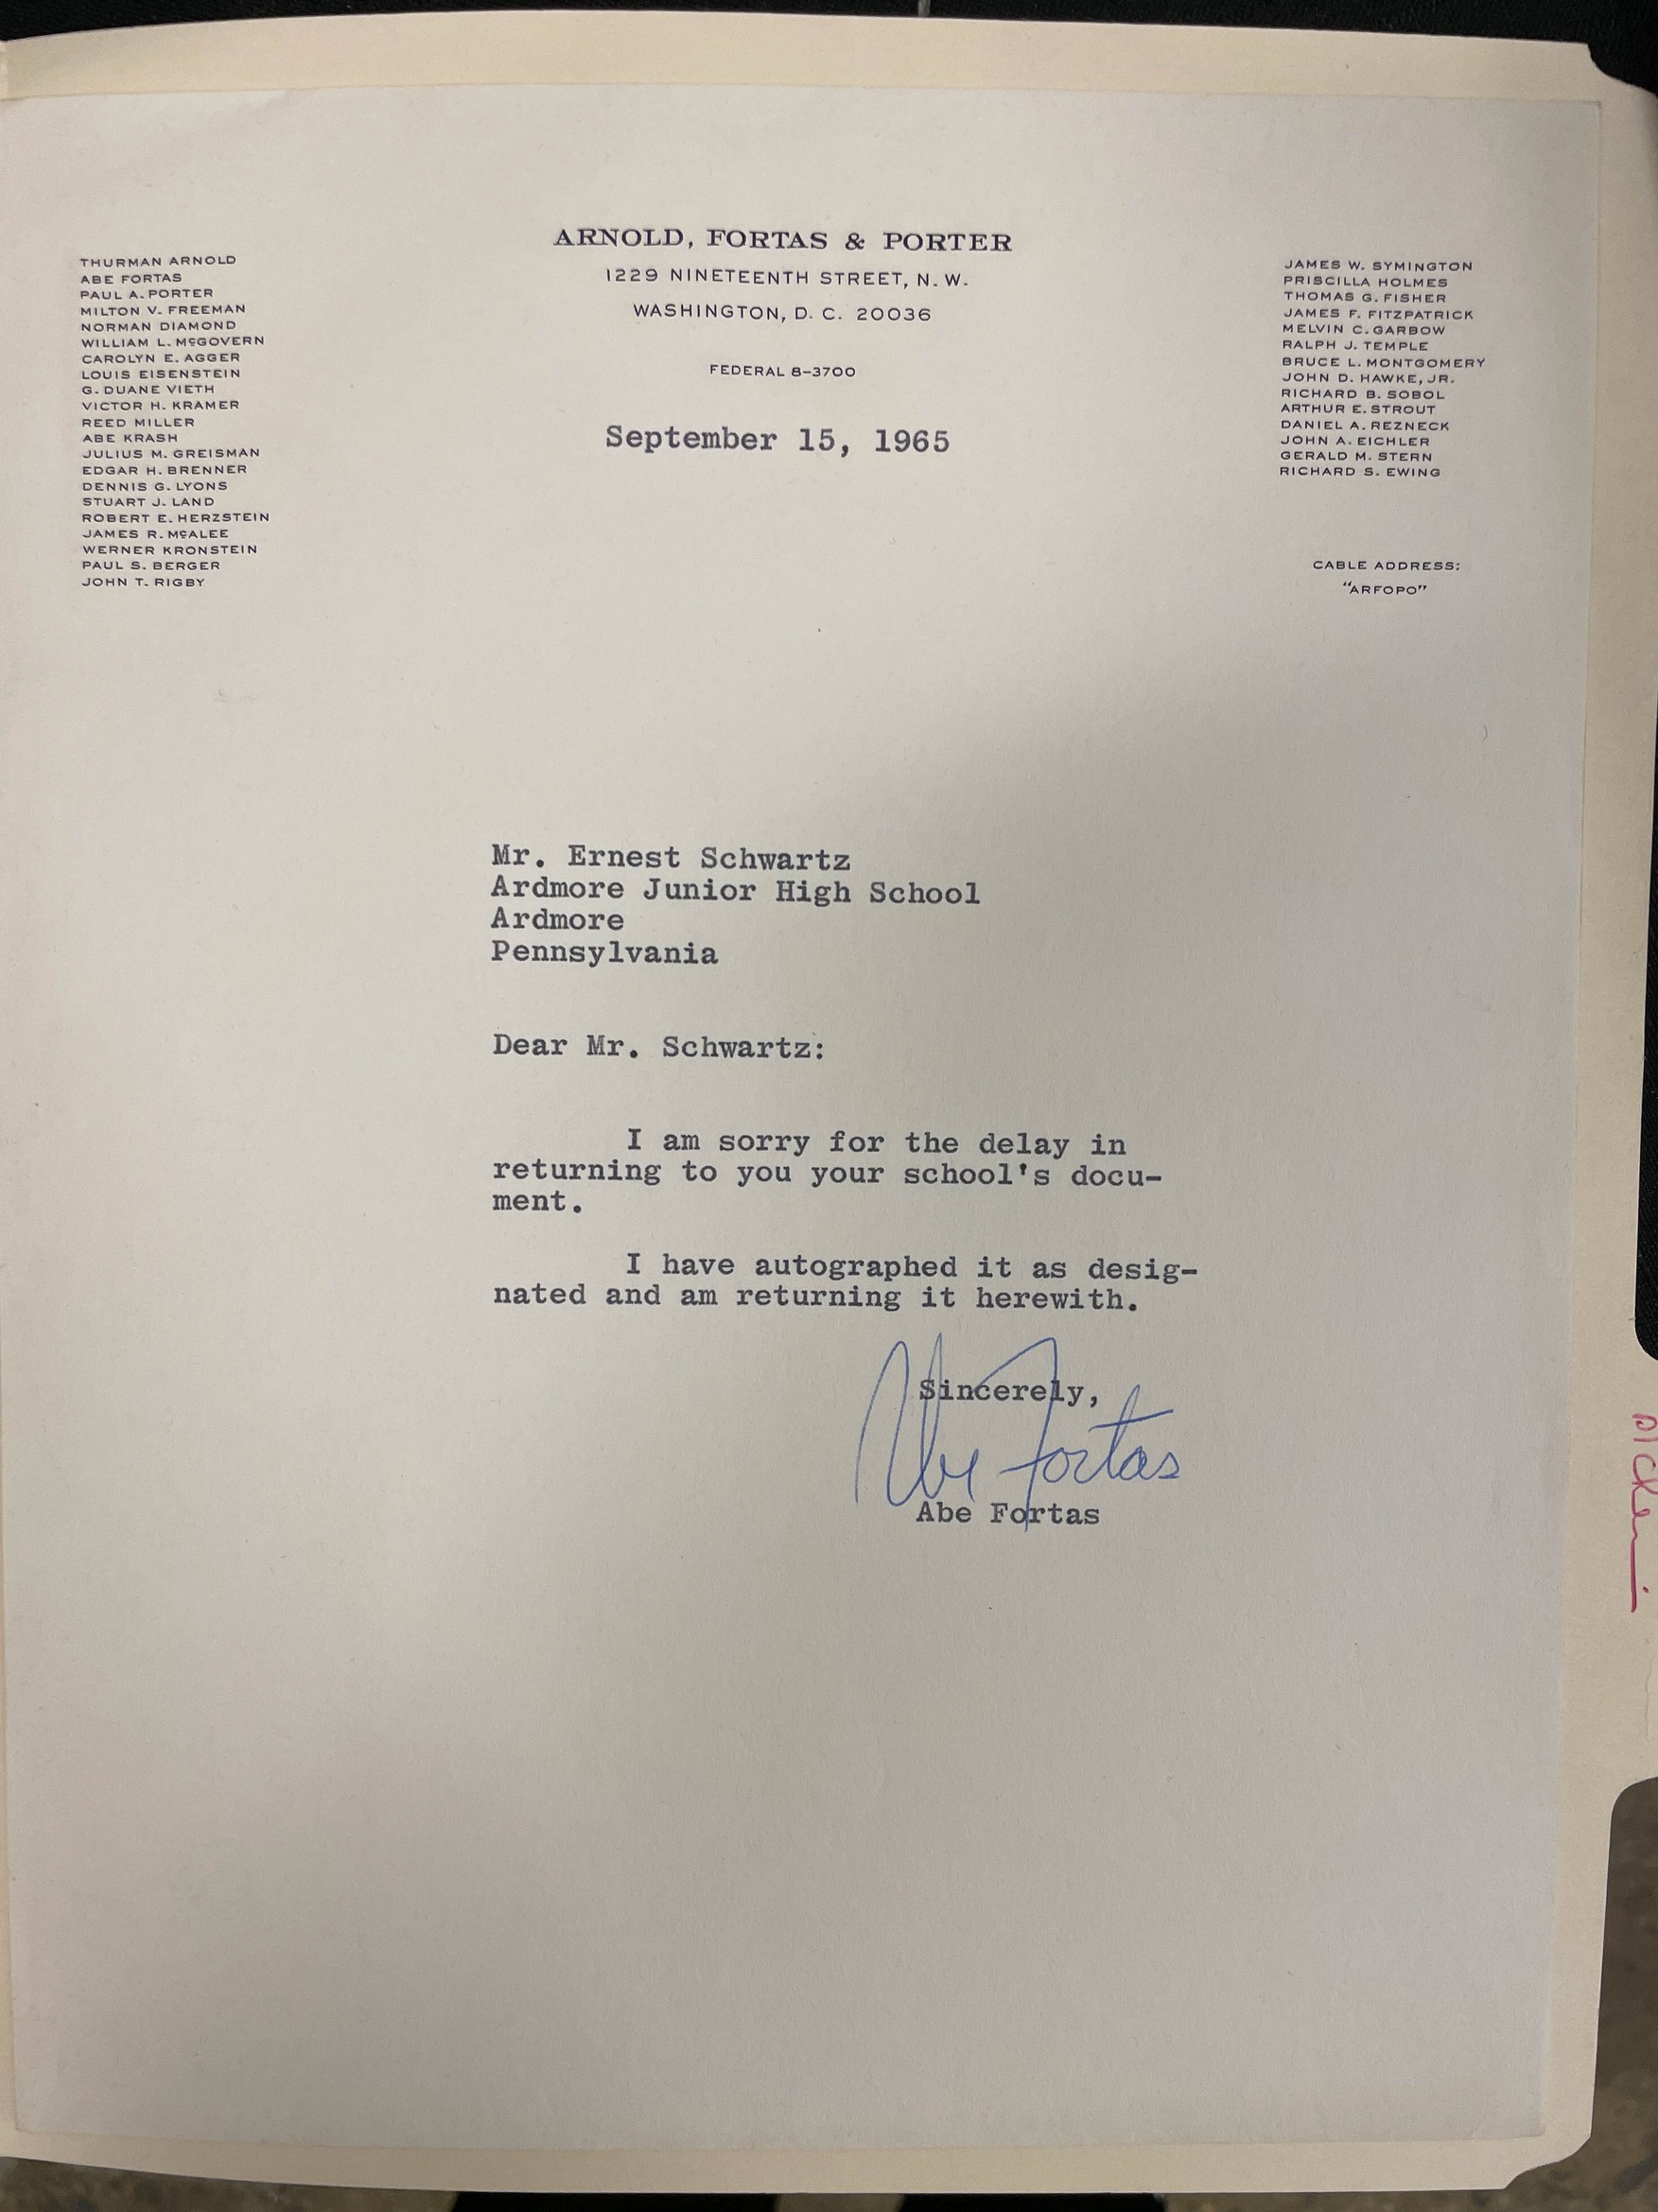 ARNOLD, FORTAS & PORTER
1229 NINETEENTH STREET, N. W.
WASHINGTON, D. C. 20036
FEDERAL 8-3700
September 15, 1965
THURMAN ARNOLD
ABE FORTAS
PAUL A. PORTER
MILTON V. FREEMAN
NORMAN DIAMOND
WILLIAM L. McGOVERN
CAROLYN E. AGGER
LOUIS EISENSTEIN
G. DUANE VIETH
VICTOR H. KRAMER
REED MILLER
ABE KRASH
JULIUS M. GREISMAN
EDGAR H. BRENNER
DENNIS G. LYONS
STUART J. LAND
ROBERT E. HERZSTEIN
JAMES R. McALEE
WERNER KRONSTEIN
PAUL S. BERGER
JOHN T. RIGBY
JAMES W. SYMINGTON
PRISCILLA HOLMES
THOMAS G. FISHER
JAMES F. FITZPATRICK
MELVIN C. GARBOW
RALPH J. TEMPLE
BRUCE L. MONTGOMERY
JOHN D. HAWKE, JR.
RICHARD B. SOBOL
ARTHUR E. STROUT
DANIEL A. REZNECK
JOHN A. EICHLER
GERALD M. STERN
RICHARD S. EWING
CABLE ADDRESS:
"ARFOPO"
Mr. Ernest Schwartz
Ardmore Junior High School
Ardmore
Pennsylvania
Dear Mr. Schwartz:
I am sorry for the delay in
returning to you your school's docu-
ment.
I have autographed it as desig-
nated and am returning it herewith.
Sincerely,
Abe Fortas
Abe Fortas